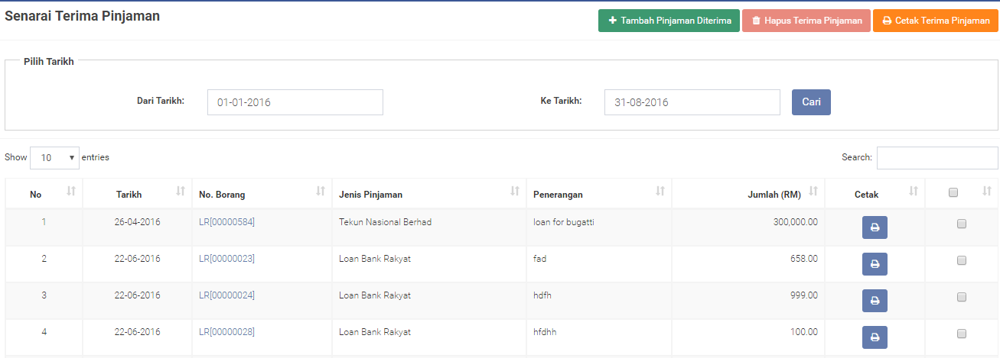 Senarai Terima Pinjaman
Tambah Pinjaman Diterima Hapus Terima Pinjaman Cetak Terima Pinjaman
Pilih Tarikh
Dari Tarikh: 01-01-2016 Ke Tarikh: 31-08-2016 Cari
Show 10 entries Search:
No Tarikh No. Borang Jenis Pinjaman Penerangan Jumlah (RM) Cetak
1 26-04-2016 LR[00000584] Tekun Nasional Berhad loan for bugatti 300,000.00
2 22-06-2016 LR[00000023] Loan Bank Rakyat fad 658.00
3 22-06-2016 LR[00000024] Loan Bank Rakyat hdfh 999.00
4 22-06-2016 LR[00000028] Loan Bank Rakyat hfdhh 100.00